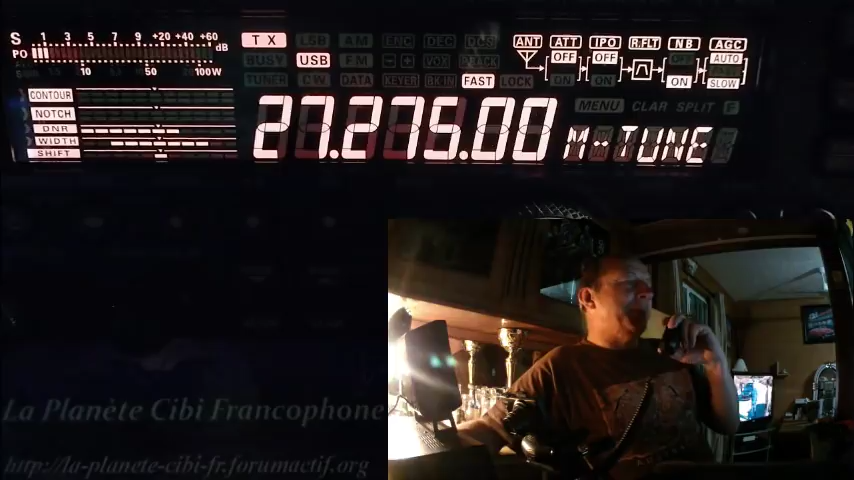 S 1 3 5 7 9 +20 +40 +60 dB
PO 10 50 100W
TX LSB AM ENC DEC DCS
BUSY USB FM - + VOX
TUNER CW DATA KEYER BK IN FAST LOCK
ANT ATT IPO R.FLT NB AGC
OFF OFF OFF AUTO
ON ON ON SLOW
CONTOUR
NOTCH
DNR
WIDTH
SHIFT
27.275.00
MENU CLAR SPLIT F
M-TUNE
La Planète Cibi Francophone
http://la-planete-cibi-fr.forumactif.org